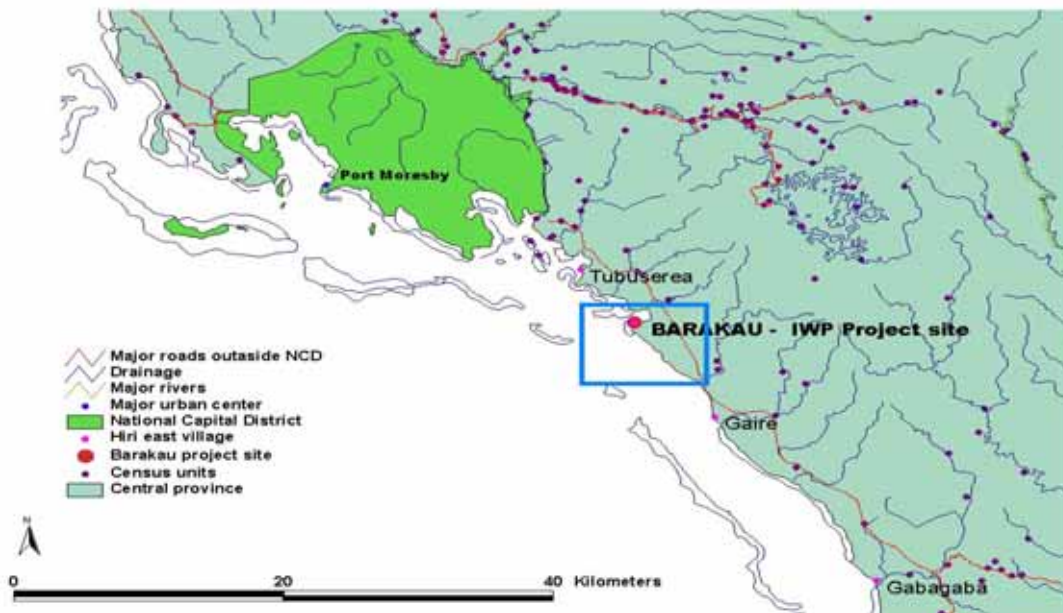 Port Moresby
Tubuserea
BARAKAU - IWP Project site
Gaire
Gabagaba
Major roads outaside NCD
Drainage
Major rivers
Major urban center
National Capital District
Hiri east village
Barakau project site
Census units
Central province
N
0 20 40 Kilometers